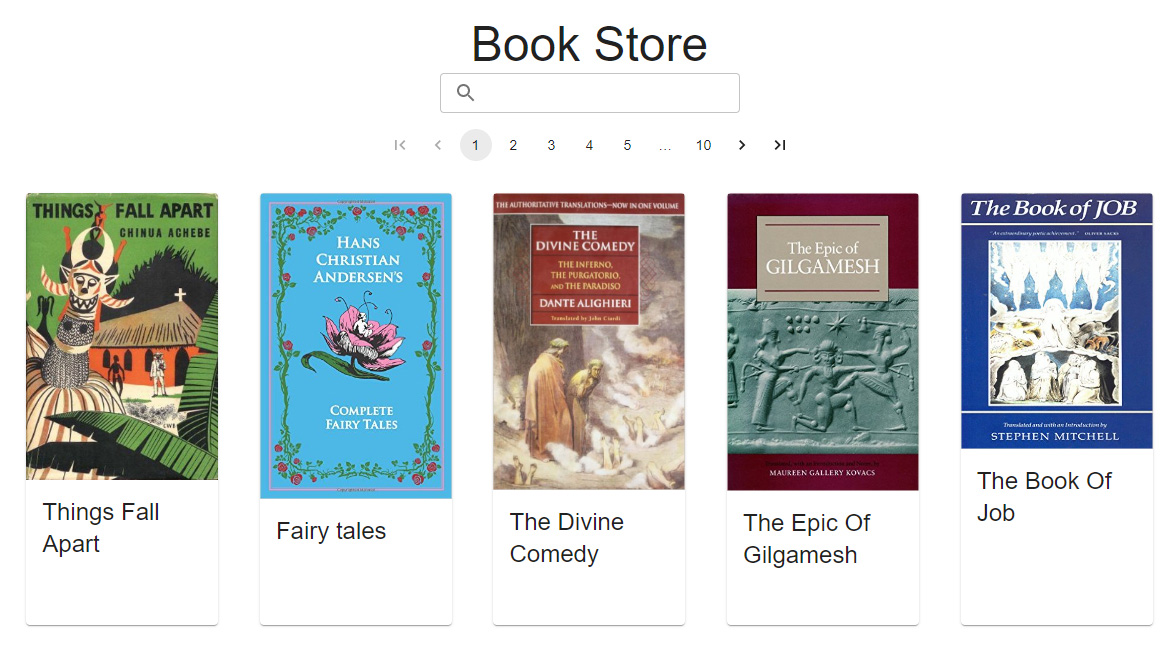 Book Store
1 2 3 4 5 ... 10
THINGS FALL APART
CHINUA ACHEBE
HANS
CHRISTIAN
ANDERSEN'S
COMPLETE
FAIRY TALES
THE AUTHORITATIVE TRANSLATIONS—NOW IN ONE VOLUME
THE
DIVINE COMEDY
THE INFERNO,
THE PURGATORIO,
AND THE PARADISO
DANTE ALIGHIERI
Translated by John Ciardi
The Epic of
GILGAMESH
MAUREEN GALLERY KOVACS
The Book of JOB
"An extraordinary poetic achievement." OLIVER SACKS
Translated and with an Introduction by
STEPHEN MITCHELL
Things Fall
Apart
Fairy tales
The Divine
Comedy
The Epic Of
Gilgamesh
The Book Of
Job